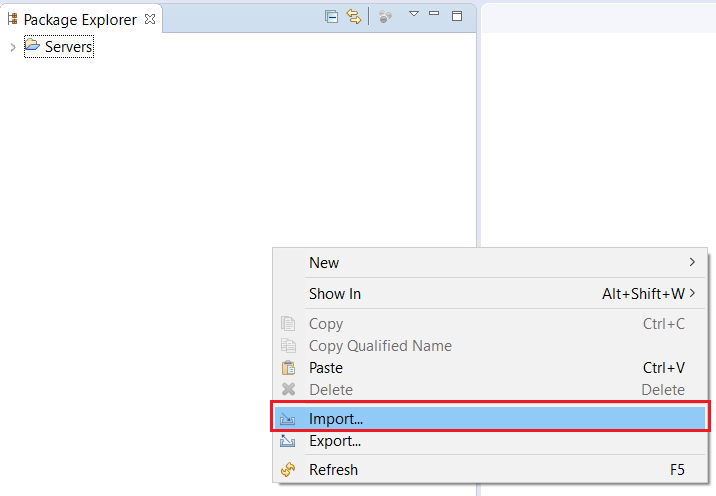 Package Explorer
Servers
New
Show In Alt+Shift+W
Copy Ctrl+C
Copy Qualified Name
Paste Ctrl+V
Delete Delete
Import...
Export...
Refresh F5